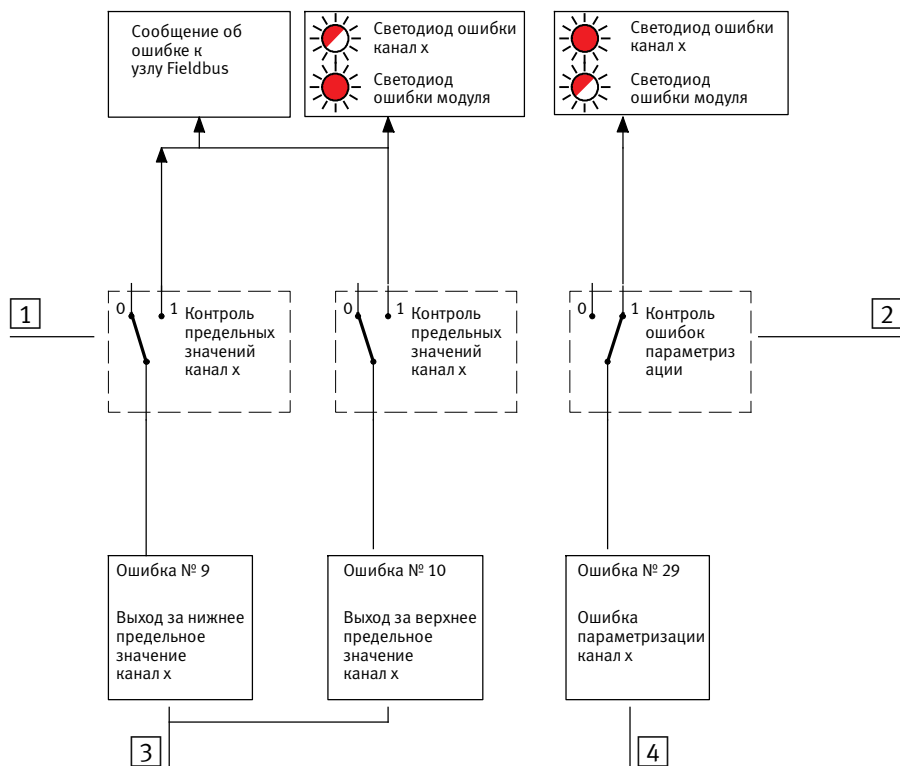 Сообщение об
ошибке к
узлу Fieldbus
Светодиод ошибки
канал x
Светодиод
ошибки модуля
Светодиод ошибки
канал x
Светодиод
ошибки модуля
1
0
1
Контроль
предельных
значений
канал x
0
1
Контроль
предельных
значений
канал x
0
1
Контроль
ошибок
параметриз
ации
2
Ошибка № 9
Выход за нижнее
предельное
значение
канал x
Ошибка № 10
Выход за верхнее
предельное
значение
канал x
Ошибка № 29
Ошибка
параметризации
канал x
3
4